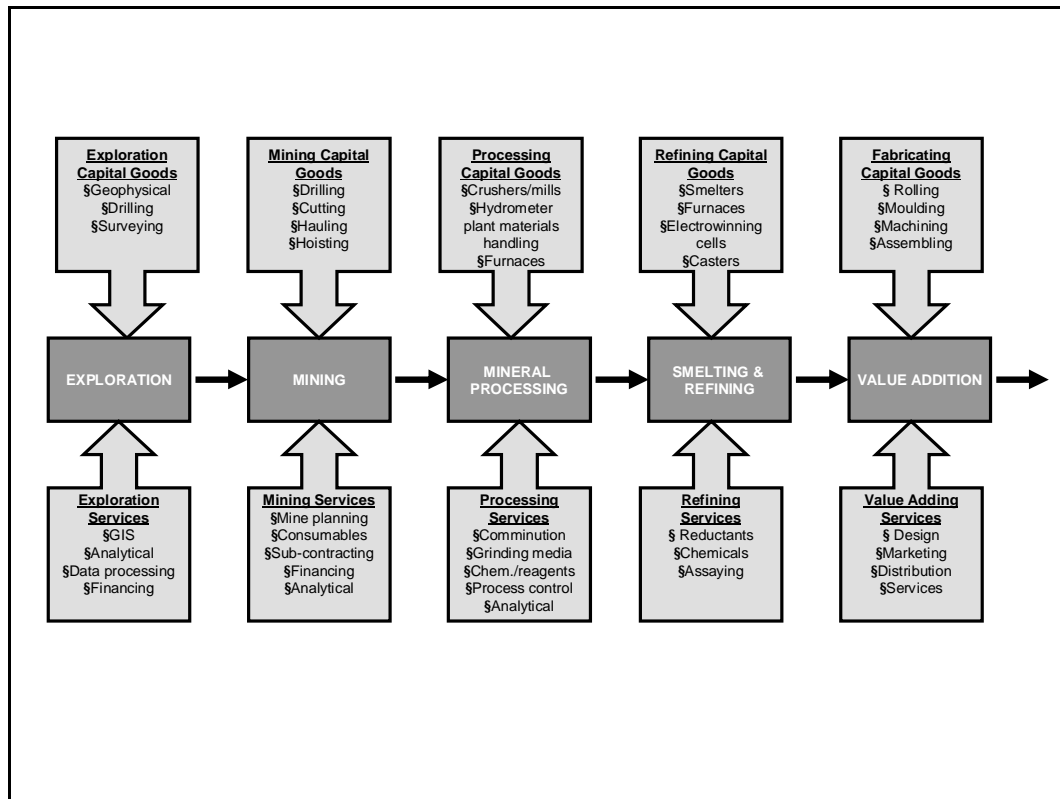 Exploration
Capital Goods
§Geophysical
§Drilling
§Surveying
Mining Capital
Goods
§Drilling
§Cutting
§Hauling
§Hoisting
Processing
Capital Goods
§Crushers/mills
§Hydrometer
plant materials
handling
§Furnaces
Refining Capital
Goods
§Smelters
§Furnaces
§Electrowinning
cells
§Casters
Fabricating
Capital Goods
§ Rolling
§Moulding
§Machining
§Assembling
EXPLORATION
MINING
MINERAL
PROCESSING
SMELTING &
REFINING
VALUE ADDITION
Exploration
Services
§GIS
§Analytical
§Data processing
§Financing
Mining Services
§Mine planning
§Consumables
§Sub-contracting
§Financing
§Analytical
Processing
Services
§Comminution
§Grinding media
§Chem./reagents
§Process control
§Analytical
Refining
Services
§ Reductants
§Chemicals
§Assaying
Value Adding
Services
§ Design
§Marketing
§Distribution
§Services